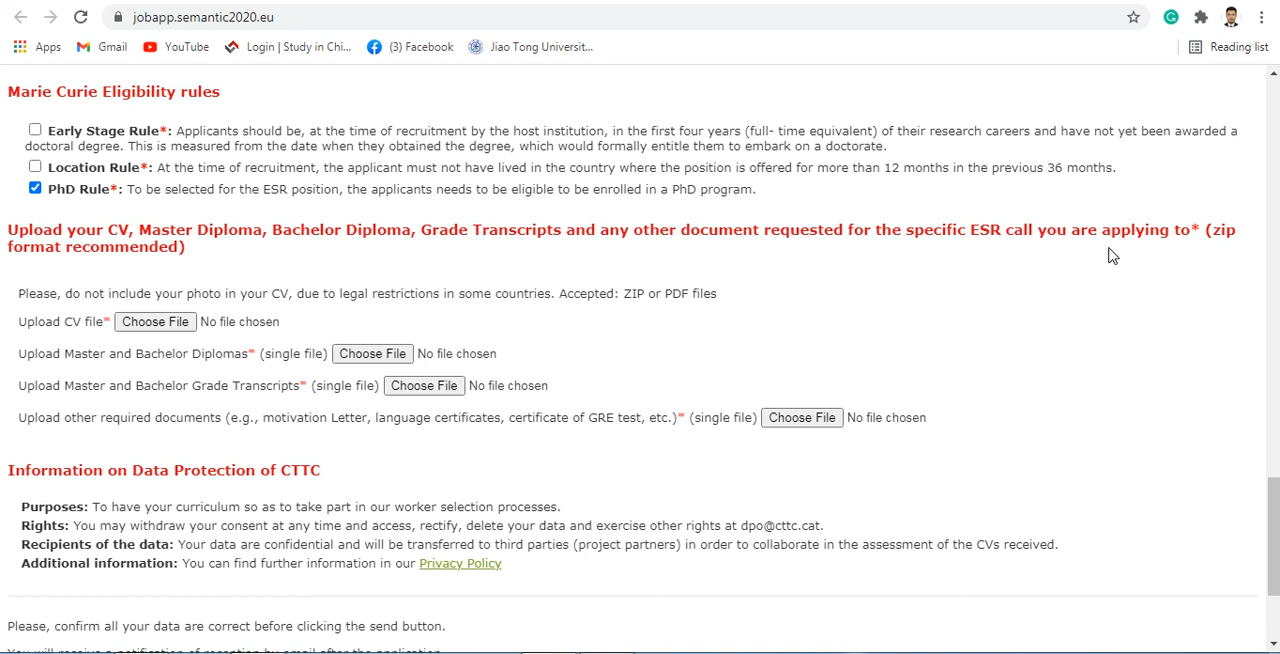 jobapp.semantic2020.eu
Apps Gmail YouTube Login | Study in Chi... (3) Facebook Jiao Tong Universit... Reading list
Marie Curie Eligibility rules
Early Stage Rule*: Applicants should be, at the time of recruitment by the host institution, in the first four years (full- time equivalent) of their research careers and have not yet been awarded a
doctoral degree. This is measured from the date when they obtained the degree, which would formally entitle them to embark on a doctorate.
Location Rule*: At the time of recruitment, the applicant must not have lived in the country where the position is offered for more than 12 months in the previous 36 months.
PhD Rule*: To be selected for the ESR position, the applicants needs to be eligible to be enrolled in a PhD program.
Upload your CV, Master Diploma, Bachelor Diploma, Grade Transcripts and any other document requested for the specific ESR call you are applying to* (zip
format recommended)
Please, do not include your photo in your CV, due to legal restrictions in some countries. Accepted: ZIP or PDF files
Upload CV file* Choose File No file chosen
Upload Master and Bachelor Diplomas* (single file) Choose File No file chosen
Upload Master and Bachelor Grade Transcripts* (single file) Choose File No file chosen
Upload other required documents (e.g., motivation Letter, language certificates, certificate of GRE test, etc.)* (single file) Choose File No file chosen
Information on Data Protection of CTTC
Purposes: To have your curriculum so as to take part in our worker selection processes.
Rights: You may withdraw your consent at any time and access, rectify, delete your data and exercise other rights at dpo@cttc.cat.
Recipients of the data: Your data are confidential and will be transferred to third parties (project partners) in order to collaborate in the assessment of the CVs received.
Additional information: You can find further information in our Privacy Policy
Please, confirm all your data are correct before clicking the send button.
You will receive a notification of reception by email after the application.